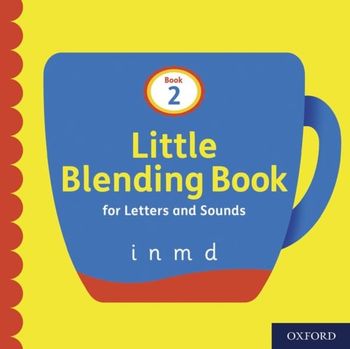 Book
2
Little
Blending Book
for Letters and Sounds
i n m d
OXFORD